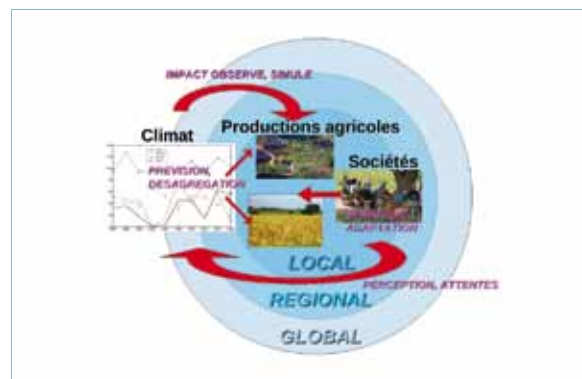 IMPACT OBSERVE, SIMULE
Climat
Productions agricoles
Sociétés
PREVISION,
DESAGREGATION
ADAPTATION
LOCAL
PERCEPTION, ATTENTES
REGIONAL
GLOBAL